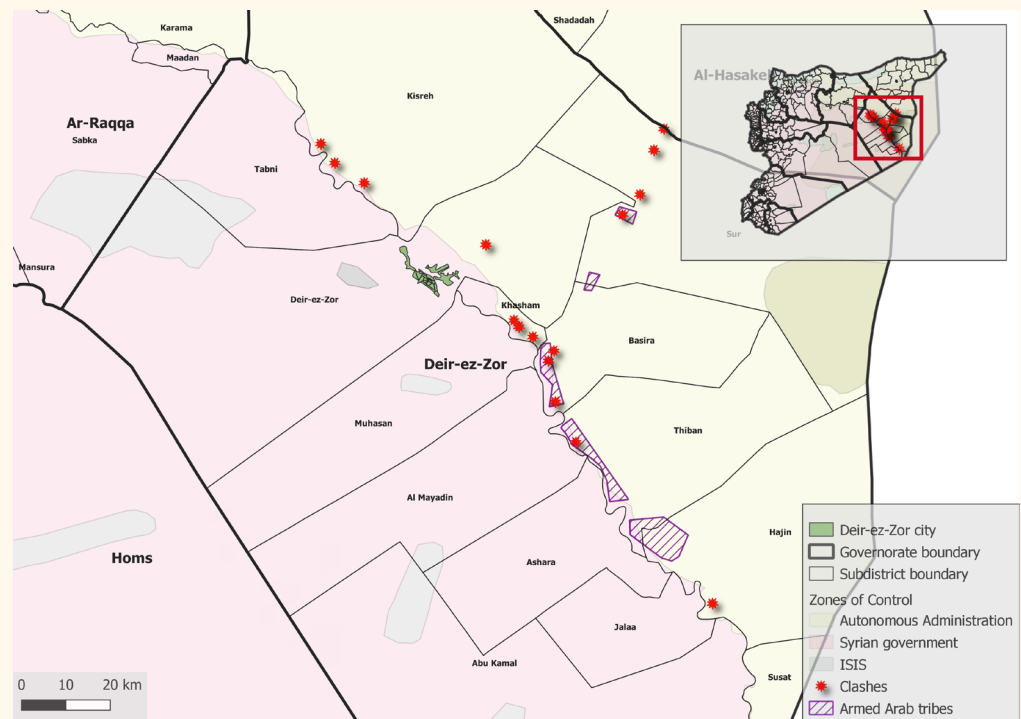 Karama
Shadadah
Maadan
Al-Hasakeh
Kisreh
Ar-Raqqa
Sabka
Tabni
Sur
Mansura
Deir-ez-Zor
Khasham
Basira
Deir-ez-Zor
Muhasan
Thiban
Al Mayadin
Hajin
Homs
Ashara
Jalaa
Abu Kamal
Susat
Deir-ez-Zor city
Governorate boundary
Subdistrict boundary
Zones of Control
Autonomous Administration
Syrian government
ISIS
Clashes
Armed Arab tribes
0 10 20 km